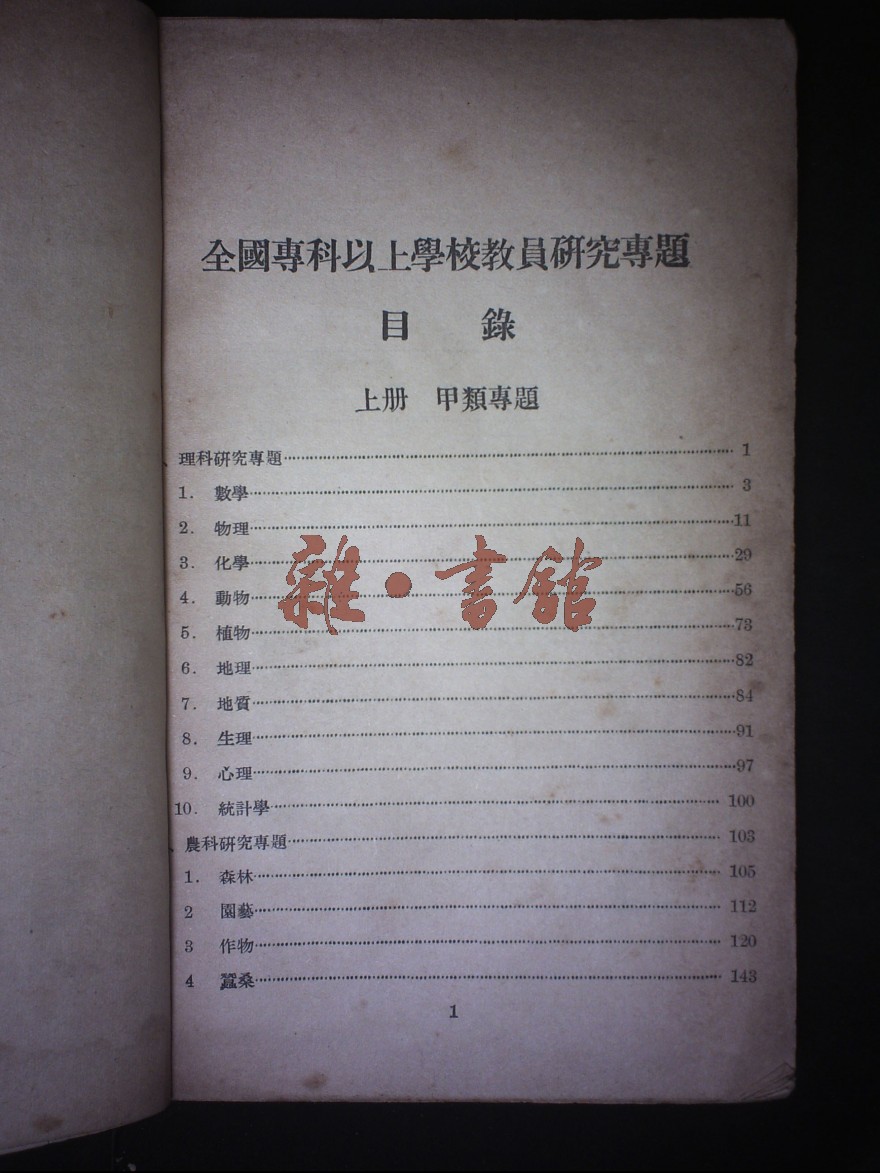 全國專科以上學校教員研究專題
目錄
上册 甲類專題
理科研究專題 1
1. 數學 3
2. 物理 11
3. 化學 29
雜·書館
4. 動物 56
5. 植物 73
6. 地理 82
7. 地質 84
8. 生理 91
9. 心理 97
10. 統計學 100
農科研究專題 103
1. 森林 105
2 園藝 112
3 作物 120
4 蠶桑 143
1